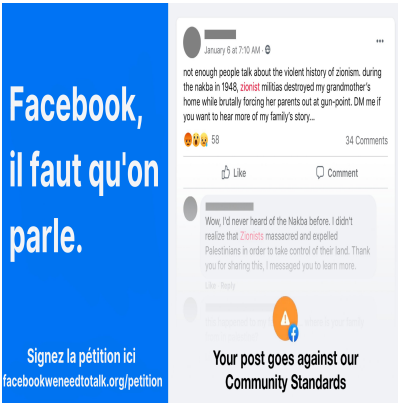 Facebook,
il faut qu'on
parle.
Signez la pétition ici
facebookweneedtotalk.org/petition
January 6 at 7:10 AM ·
not enough people talk about the violent history of zionism. during
the nakba in 1948, zionist militias destroyed my grandmother's
home while brutally forcing her parents out at gun-point. DM me if
you want to hear more of my family's story...
58
34 Comments
Like
Comment
Wow, I'd never heard of the Nakba before. I didn't
realize that Zionists massacred and expelled
Palestinians in order to take control of their land. Thank
you for sharing this, I messaged you to learn more.
Like · Reply
Your post goes against our
Community Standards